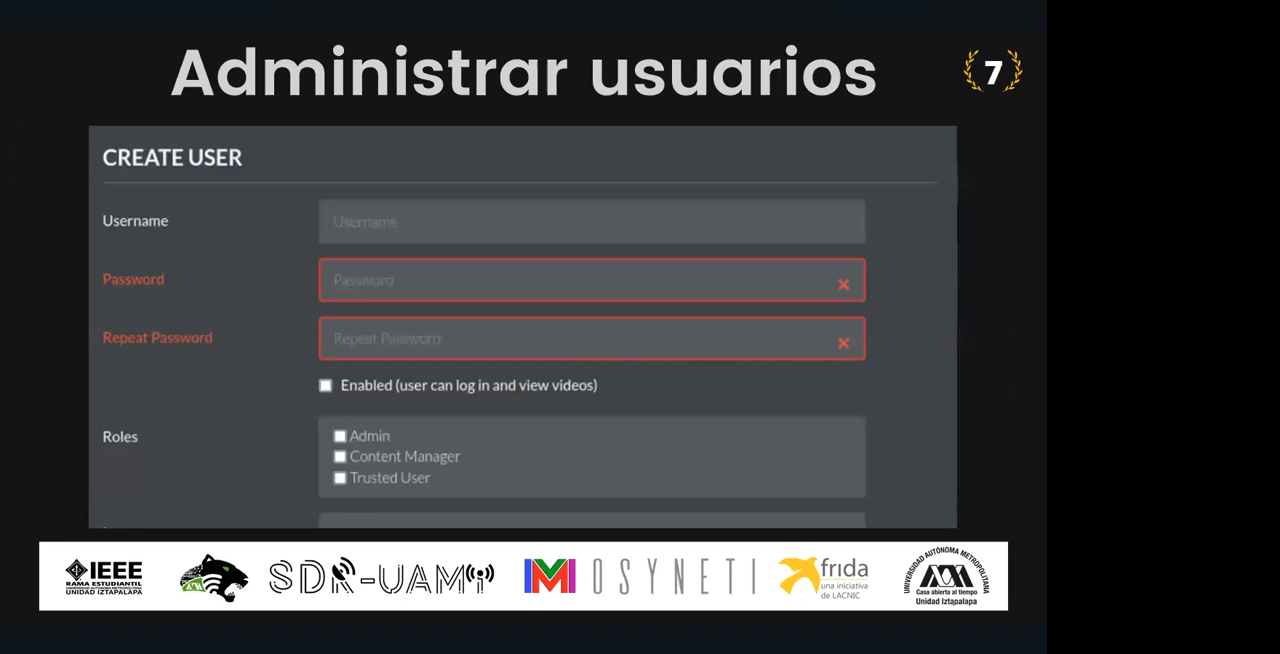 Administrar usuarios
7
CREATE USER
Username
Username
Password
Password
Repeat Password
Repeat Password
Enabled (user can log in and view videos)
Roles
Admin
Content Manager
Trusted User
IEEE
RAMA ESTUDIANTIL
UNIDAD IZTAPALAPA
SDR-UAMi
OSYNETI
frida
una iniciativa
de LACNIC
UNIVERSIDAD AUTÓNOMA METROPOLITANA
Casa abierta al tiempo
Unidad Iztapalapa